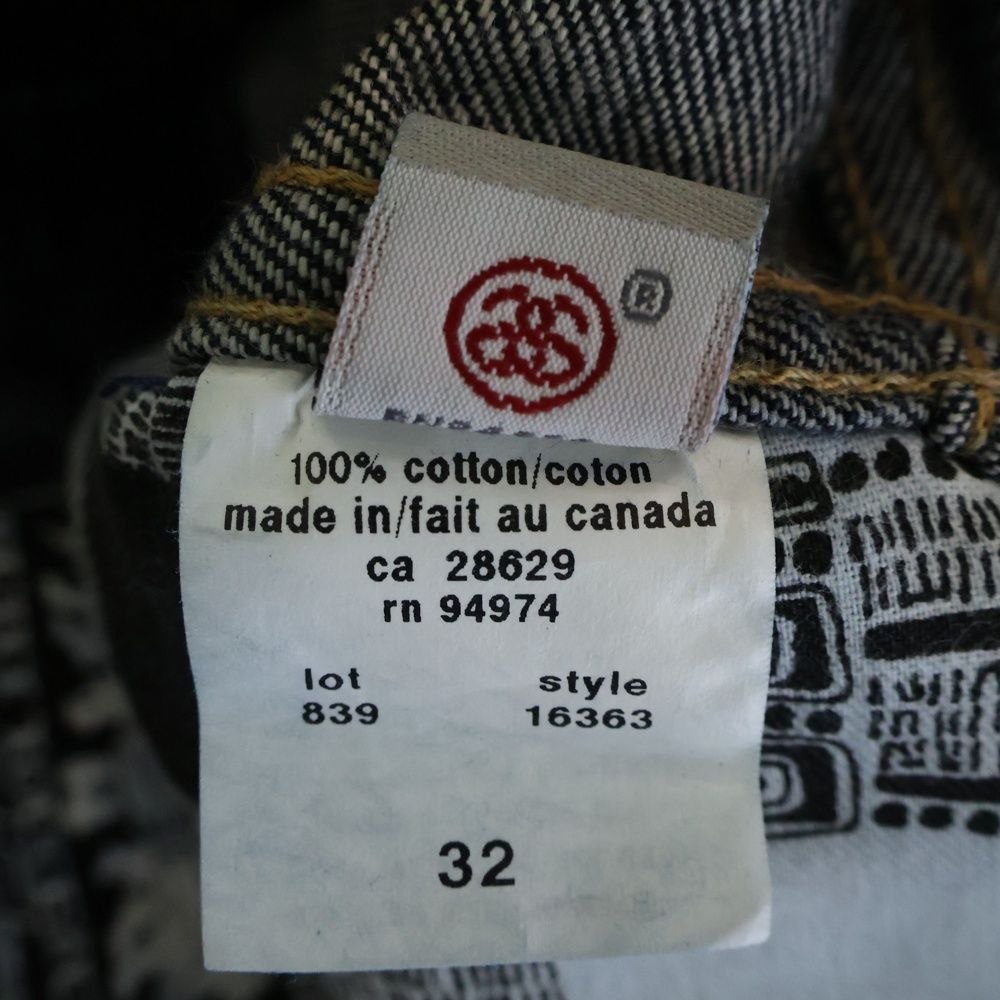 ®
100% cotton/coton
made in/fait au canada
ca 28629
rn 94974
lot style
839 16363
32